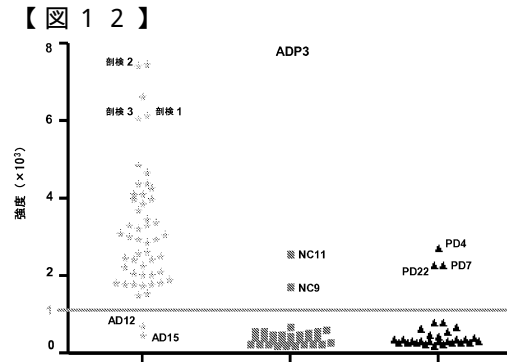 【図12】
ADP3
強度（×10³）
8
6
4
2
1
0
剖検 2
剖検 3 剖検 1
AD12
AD15
NC11
NC9
PD4
PD22 PD7